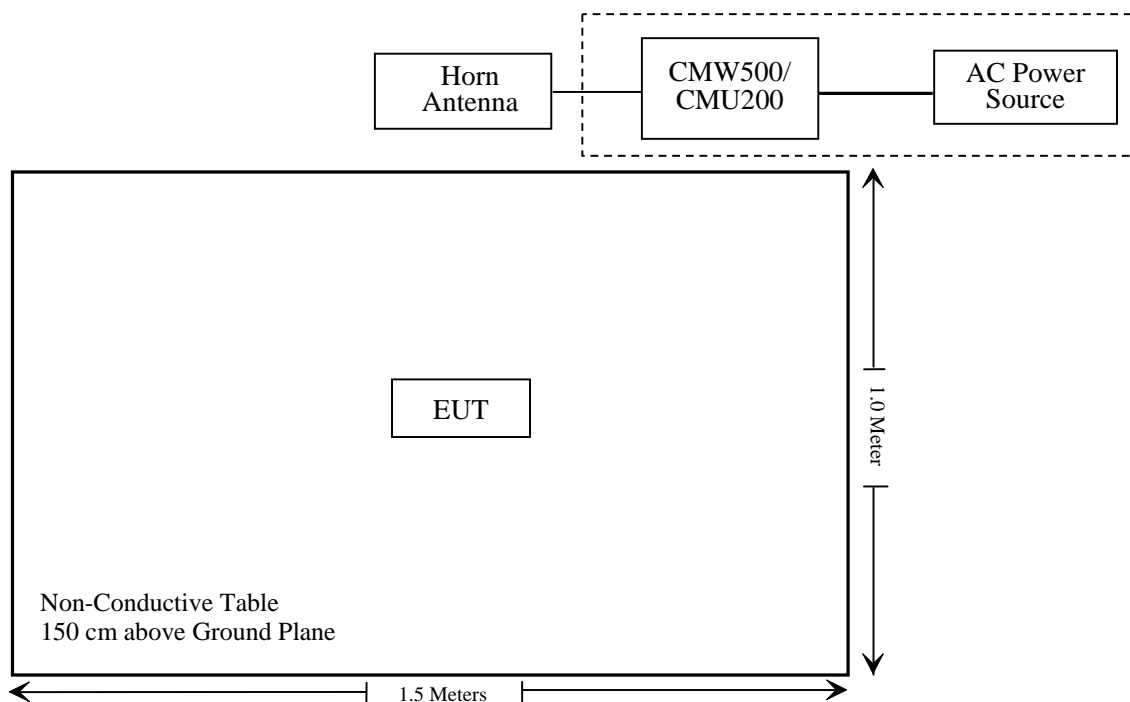 Horn
Antenna
CMW500/
CMU200
AC Power
Source
EUT
1.0 Meter
Non-Conductive Table
150 cm above Ground Plane
1.5 Meters